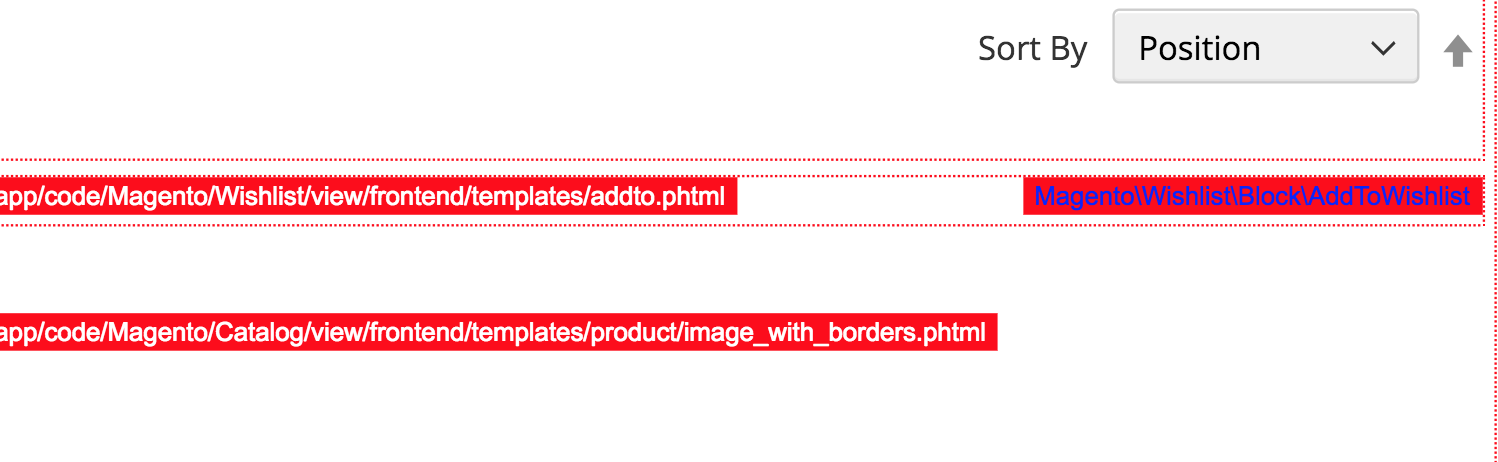 Sort By Position
app/code/Magento/Wishlist/view/frontend/templates/addto.phtml Magento\Wishlist\Block\AddToWishlist
app/code/Magento/Catalog/view/frontend/templates/product/image_with_borders.phtml